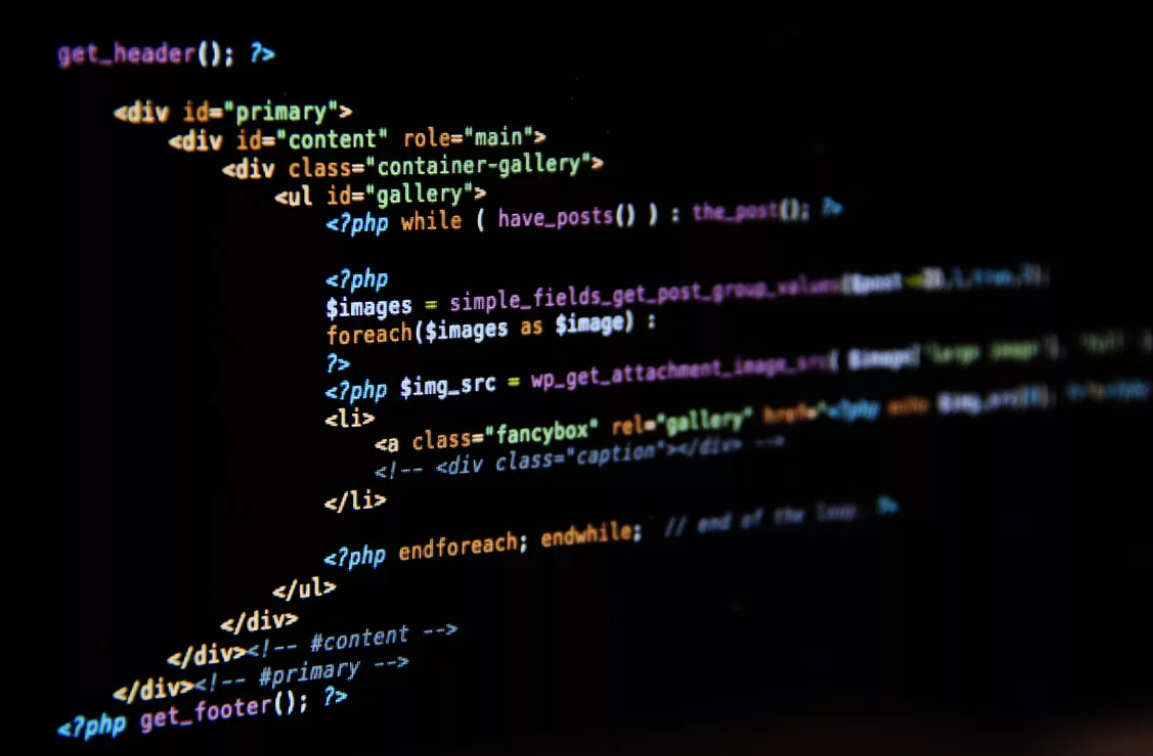 get_header(); ?>
<div id="primary">
<div id="content" role="main">
<div class="container-gallery">
<ul id="gallery">
<?php while ( have_posts() ) : the_post(); ?>
<?php
$images = simple_fields_get_post_group_values($post->
foreach($images as $image) :
?>
<?php $img_src = wp_get_attachment_image_src( $image['large image'],
<li>
<a class="fancybox" rel="gallery" href="<?php echo $img_src[0]; ?>
<!-- <div class="caption"></div> -->
</li>
<?php endforeach; endwhile; // end of the loop. ?>
</ul>
</div>
</div><!-- #content -->
</div><!-- #primary -->
<?php get_footer(); ?>